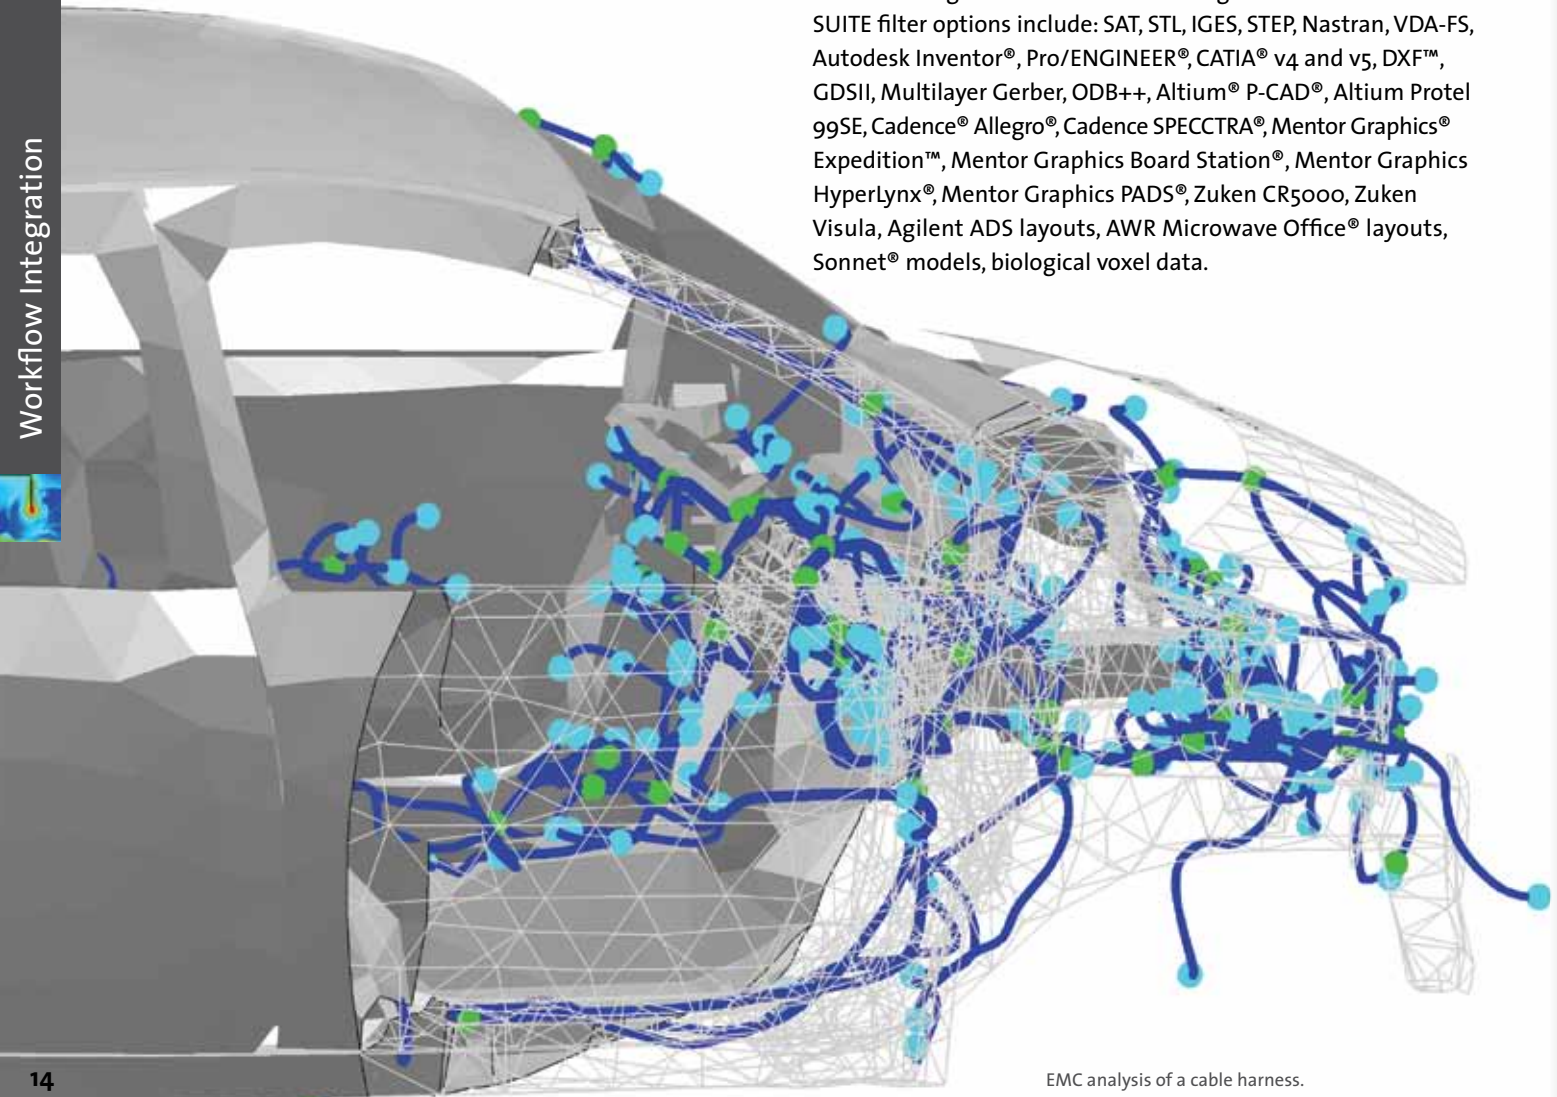 SUITE filter options include: SAT, STL, IGES, STEP, Nastran, VDA-FS,
Autodesk Inventor®, Pro/ENGINEER®, CATIA® v4 and v5, DXF™,
GDSII, Multilayer Gerber, ODB++, Altium® P-CAD®, Altium Protel
99SE, Cadence® Allegro®, Cadence SPECCTRA®, Mentor Graphics®
Expedition™, Mentor Graphics Board Station®, Mentor Graphics
HyperLynx®, Mentor Graphics PADS®, Zuken CR5000, Zuken
Visula, Agilent ADS layouts, AWR Microwave Office® layouts,
Sonnet® models, biological voxel data.
Workflow Integration
14
EMC analysis of a cable harness.